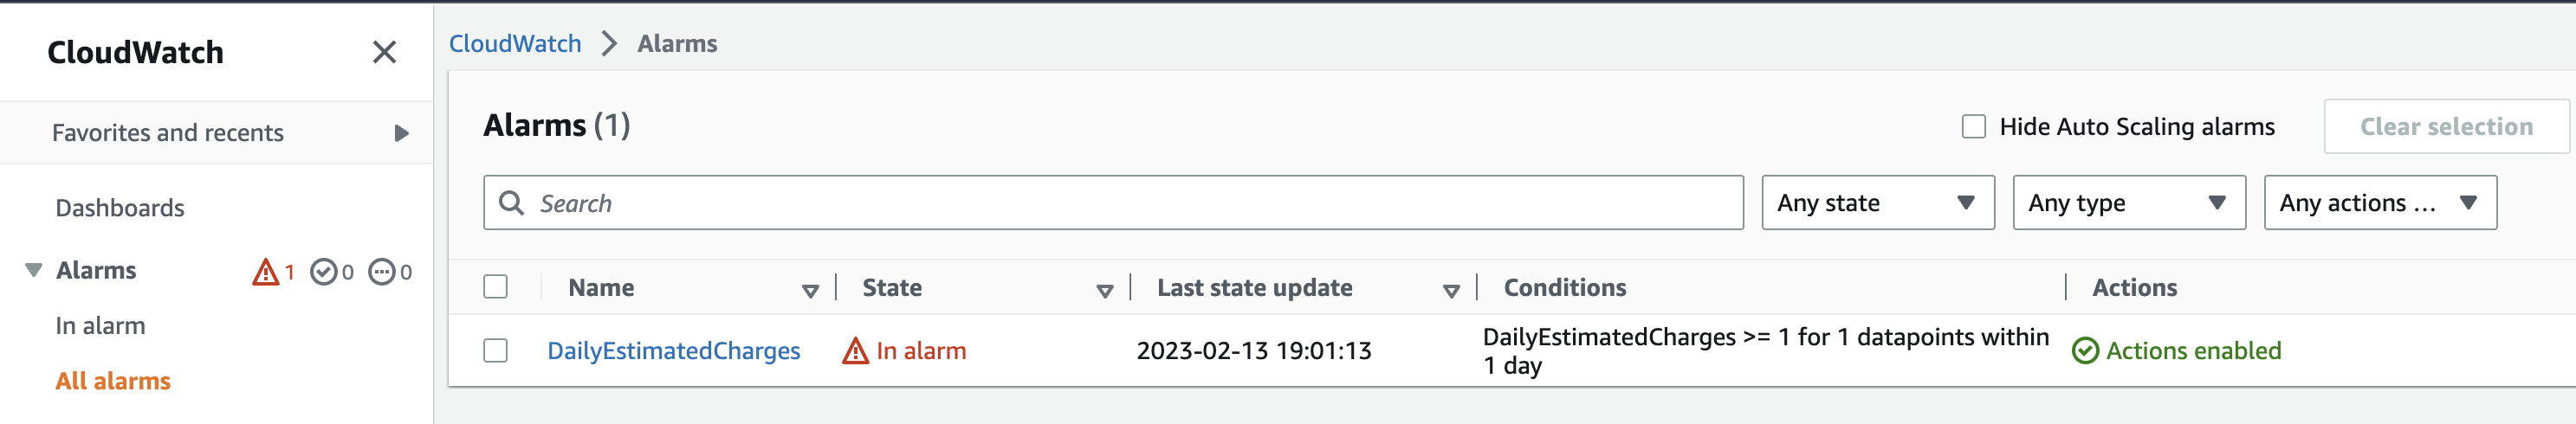 CloudWatch
Favorites and recents
Dashboards
Alarms 1 0 0
In alarm
All alarms
CloudWatch > Alarms
Alarms (1)
Hide Auto Scaling alarms
Clear selection
Search
Any state
Any type
Any actions ...
Name State Last state update Conditions Actions
DailyEstimatedCharges In alarm 2023-02-13 19:01:13 DailyEstimatedCharges >= 1 for 1 datapoints within
1 day
Actions enabled